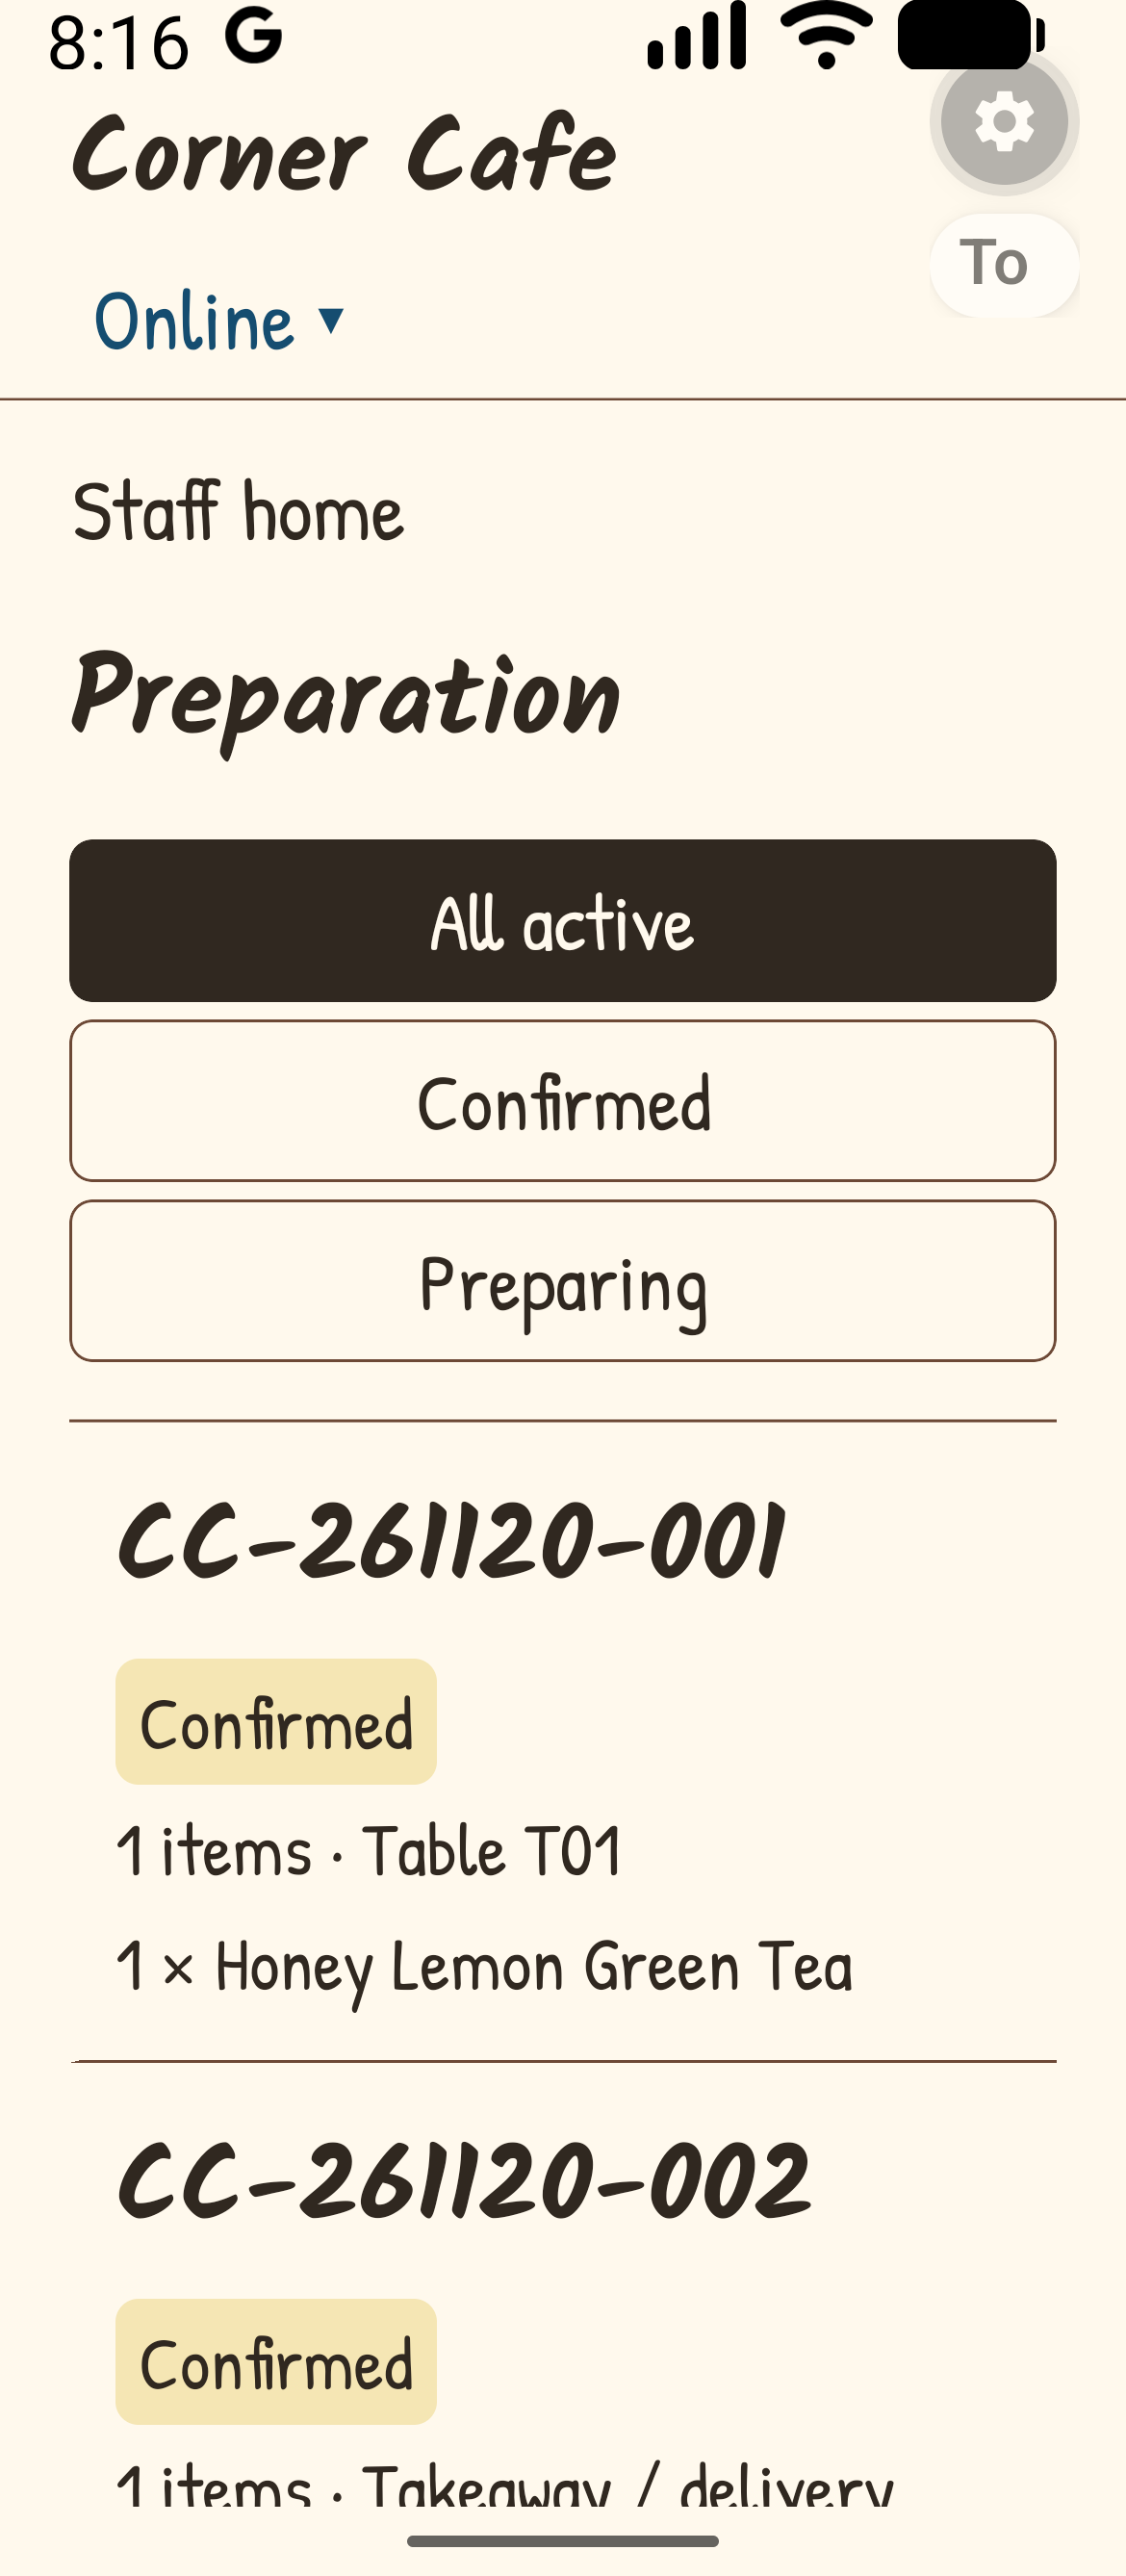 8:16 G
Corner Cafe
To
Online ▼
Staff home
Preparation
All active
Confirmed
Preparing
CC-261120-001
Confirmed
1 items · Table T01
1 × Honey Lemon Green Tea
CC-261120-002
Confirmed
1 items · Takeaway / delivery